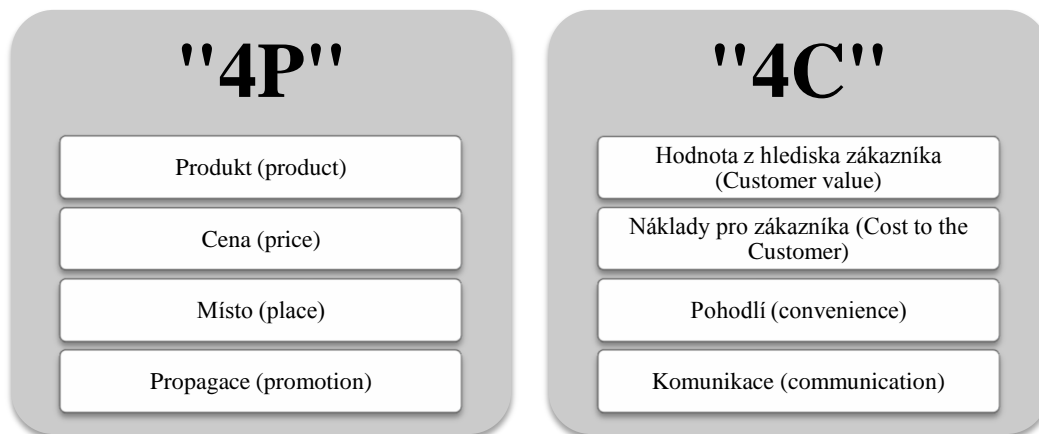 "4P"
Produkt (product)
Cena (price)
Místo (place)
Propagace (promotion)
"4C"
Hodnota z hlediska zákazníka
(Customer value)
Náklady pro zákazníka (Cost to the
Customer)
Pohodlí (convenience)
Komunikace (communication)